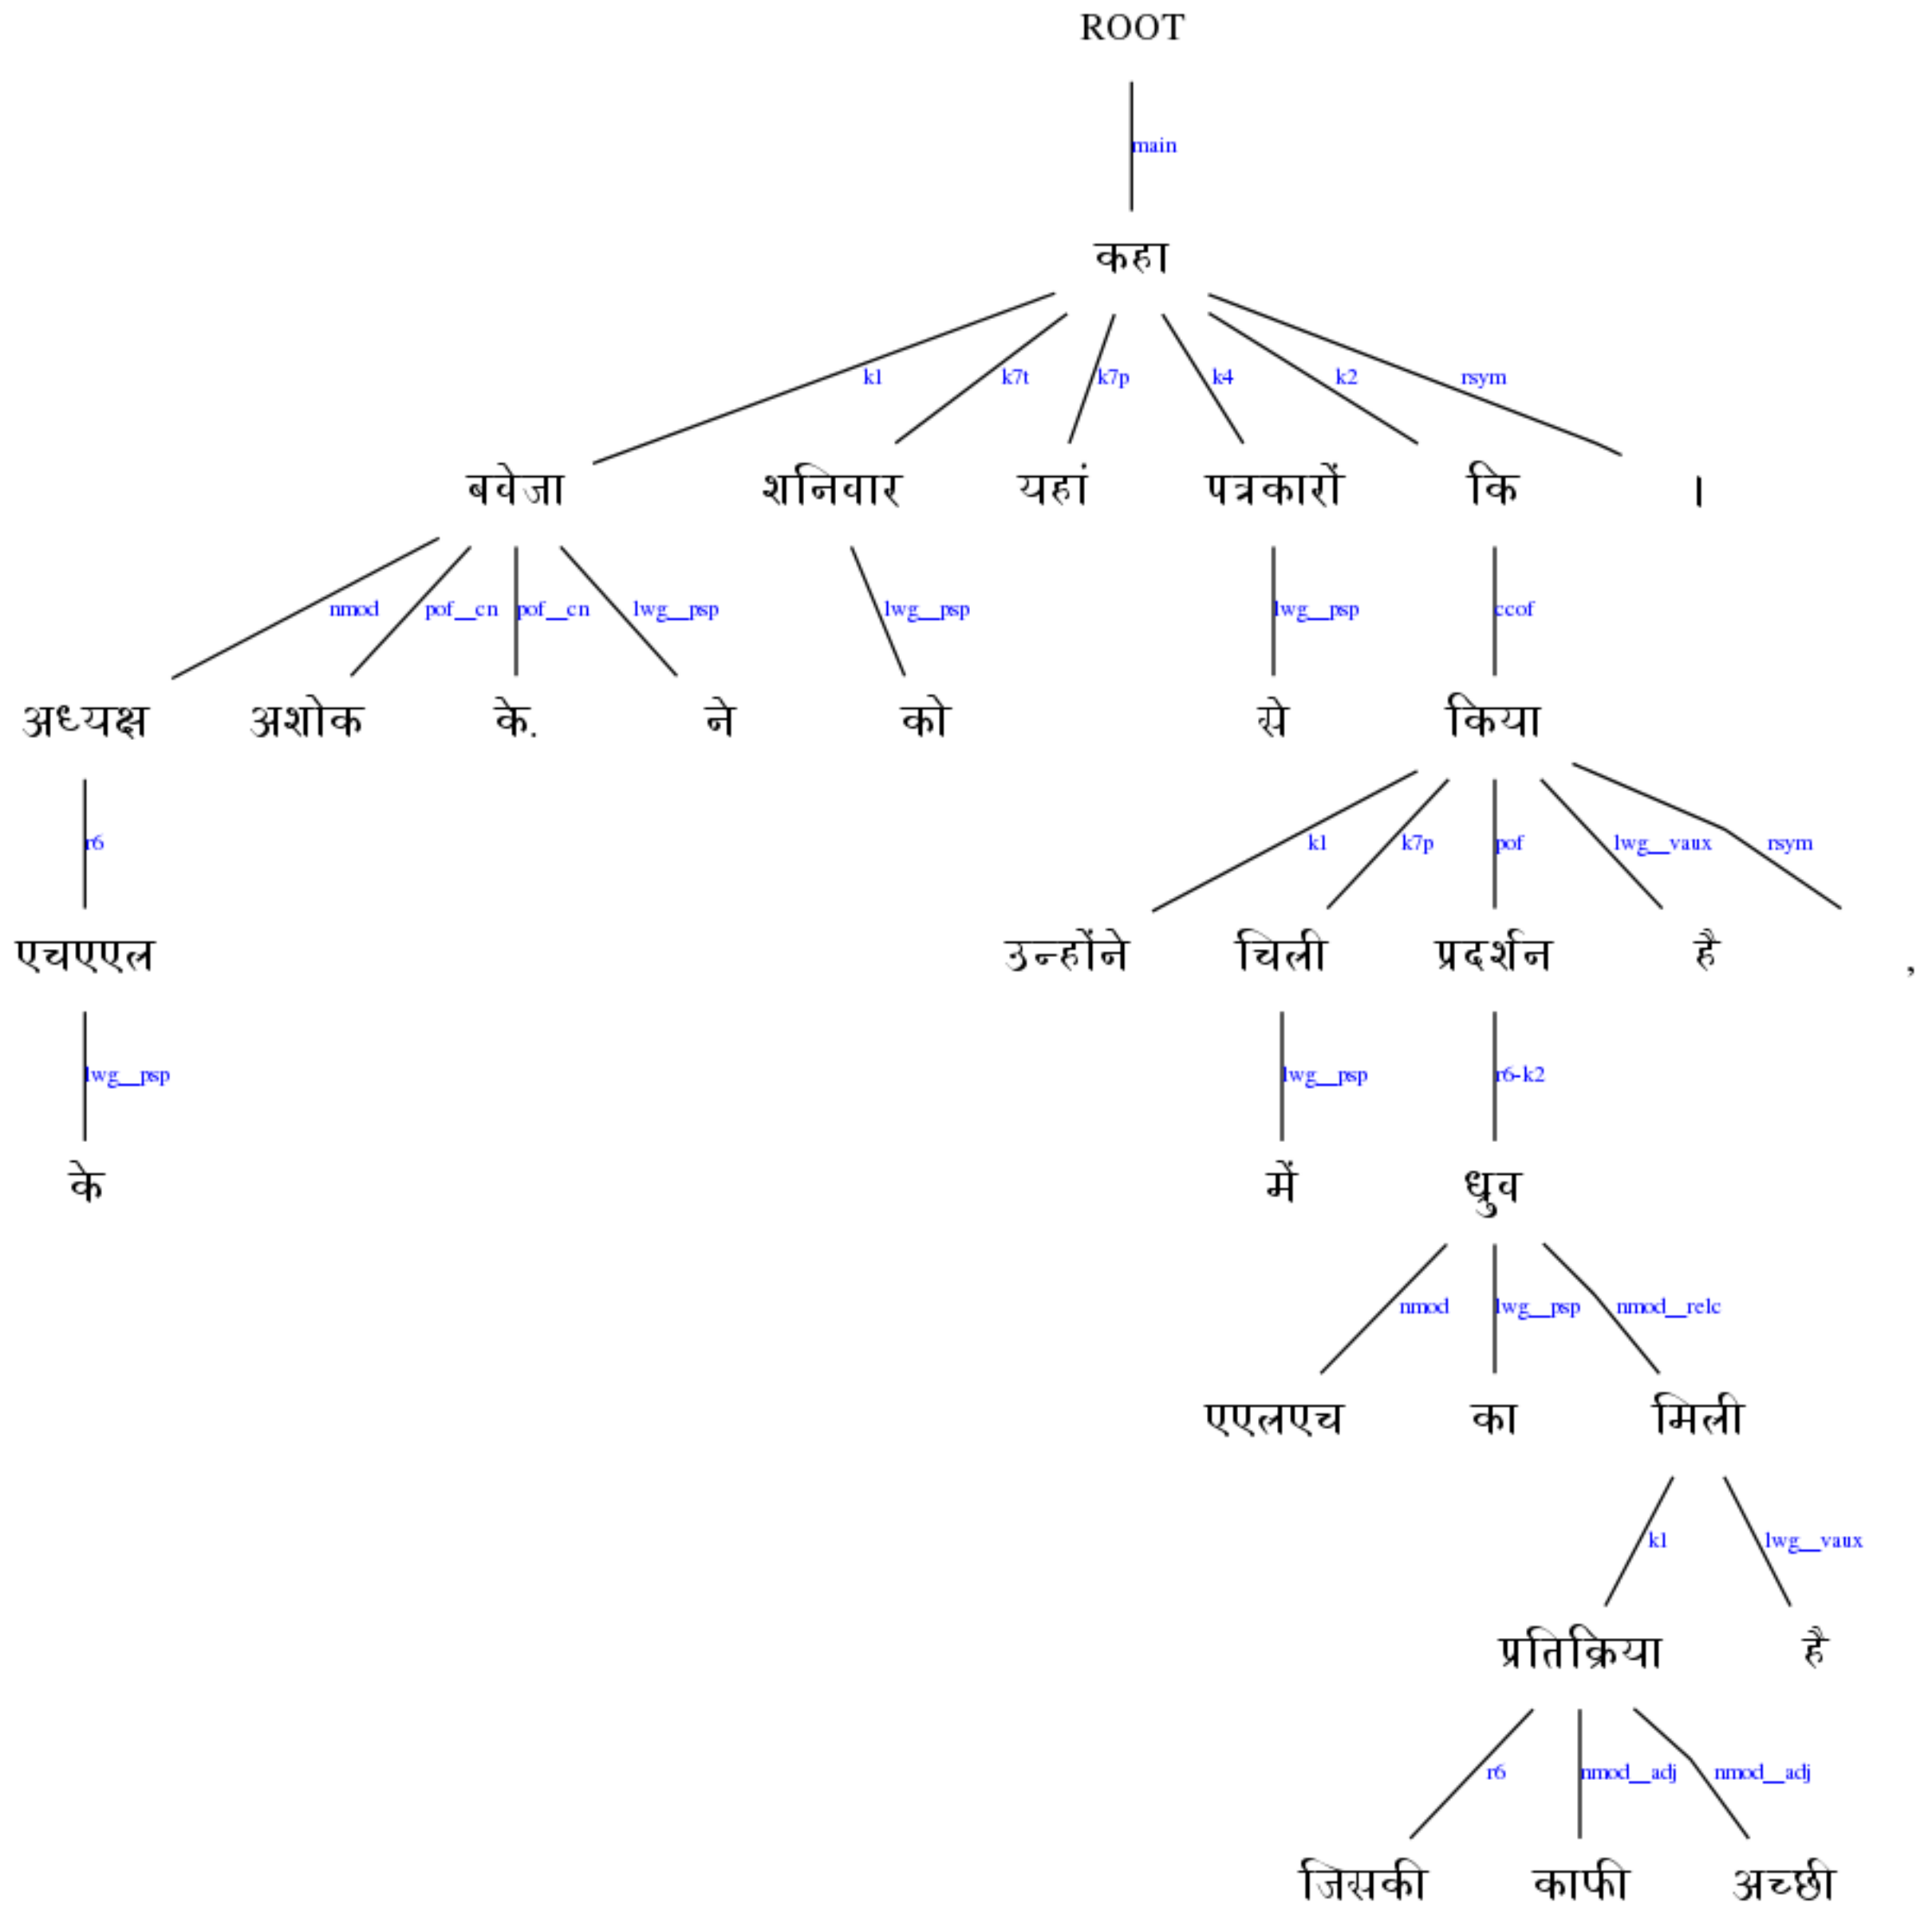 ROOT
main
कहा
k1 k7t k7p k4 k2 rsym
बवेजा शनिवार यहां पत्रकारों कि ।
nmod pof__cn pof__cn lwg__psp lwg__psp lwg__psp ccof
अध्यक्ष अशोक के. ने को से किया
r6 k1 k7p pof lwg__vaux rsym
एचएएल उन्होंने चिली प्रदर्शन है ,
lwg__psp lwg__psp r6-k2
के में ध्रुव
nmod lwg__psp nmod__relc
एएलएच का मिली
k1 lwg__vaux
प्रतिक्रिया है
r6 nmod__adj nmod__adj
जिसकी काफी अच्छी